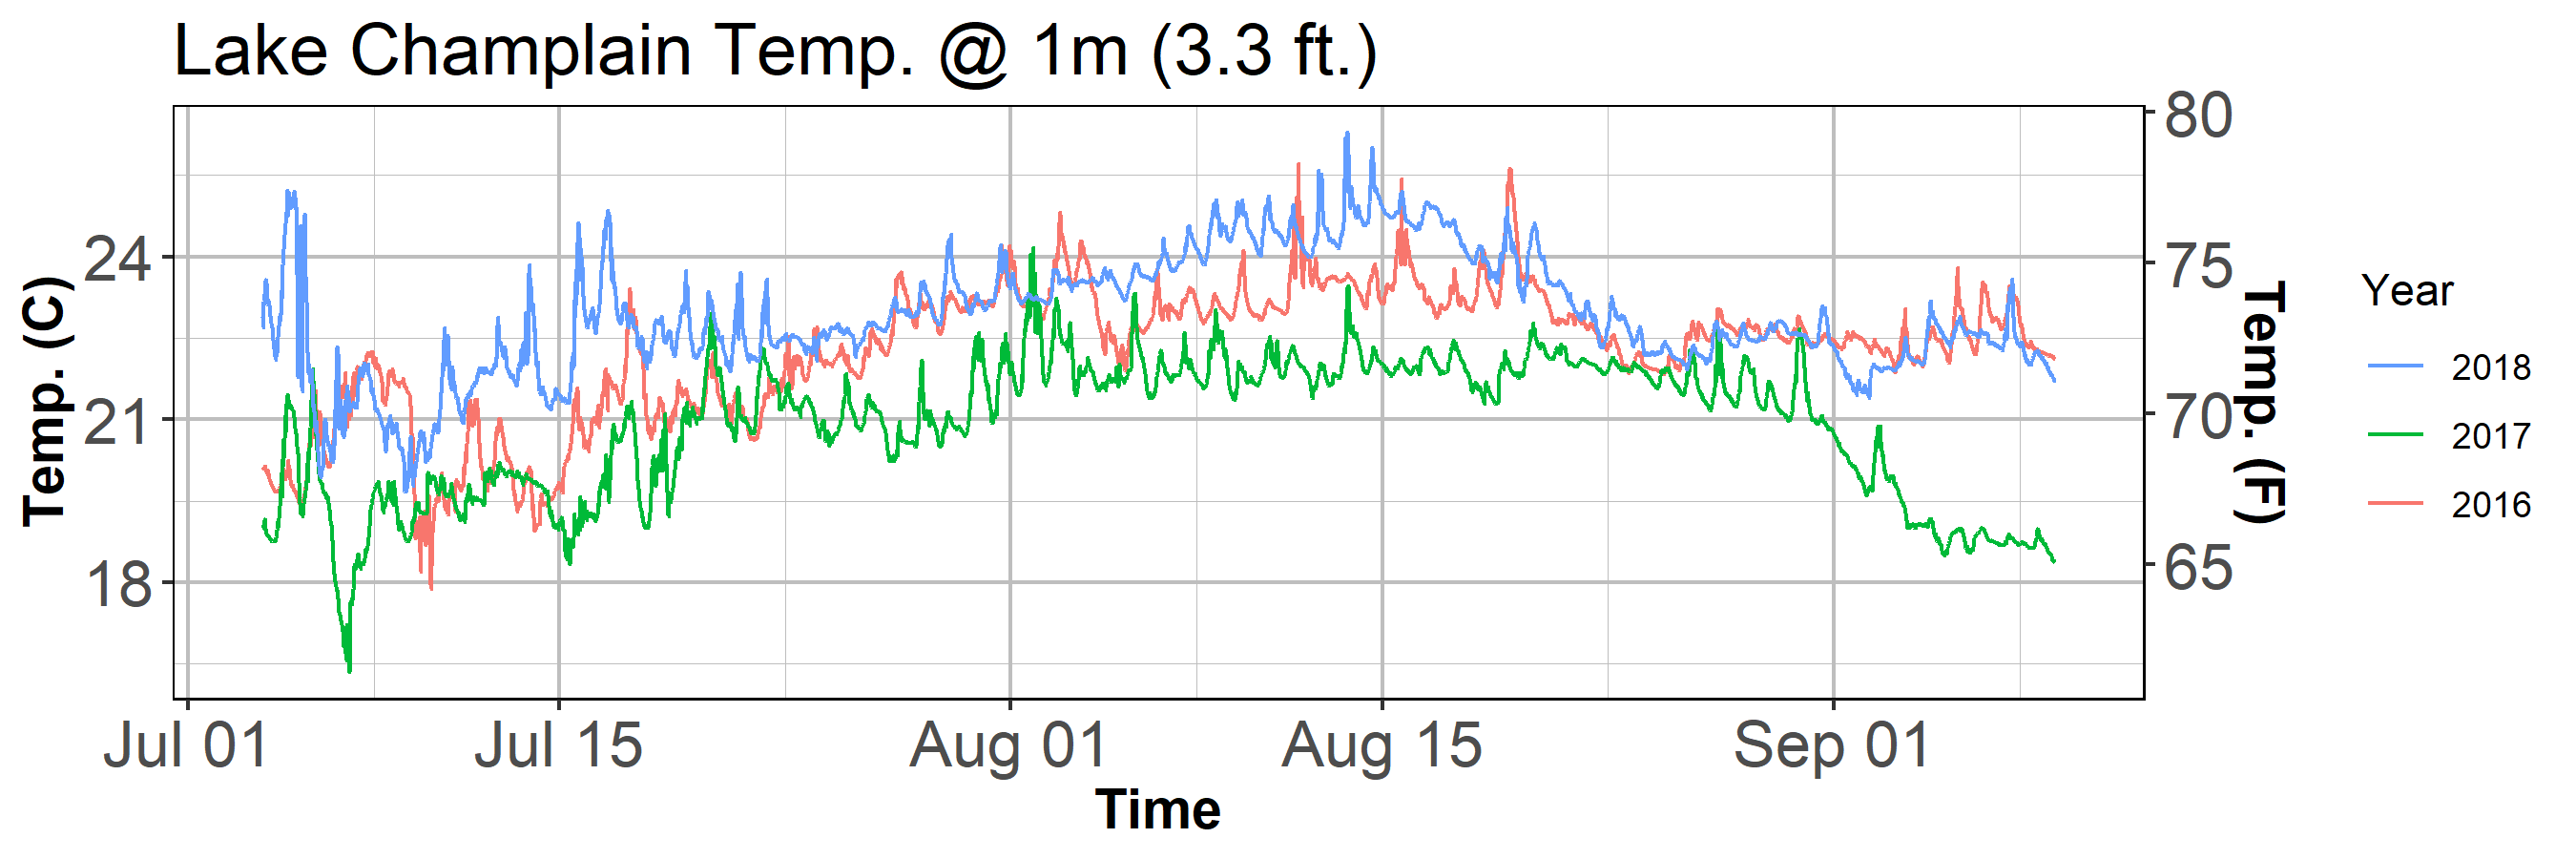 Lake Champlain Temp. @ 1m (3.3 ft.)
Temp. (C)
24
21
18
80
75
70
65
Temp. (F)
Jul 01
Jul 15
Aug 01
Aug 15
Sep 01
Time
Year
2018
2017
2016